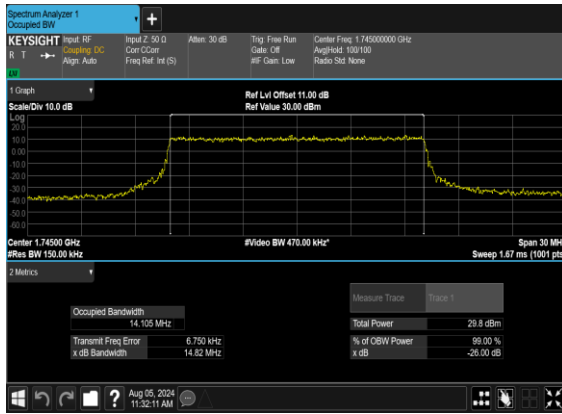 Spectrum Analyzer 1
Occupied BW
+
KEYSIGHT Input: RF Input Z: 50 Ω Atten: 30 dB Trig: Free Run Center Freq: 1.745000000 GHz
R T Coupling: DC Corr CCorr Gate: Off Avg|Hold: 100/100
Align: Auto Freq Ref: Int (S) #IF Gain: Low Radio Std: None
1 Graph
Ref Lvl Offset 11.00 dB
Scale/Div 10.0 dB Ref Value 30.00 dBm
Log
20.0
10.0
0.00
-10.0
-20.0
-30.0
-40.0
-50.0
-60.0
Center 1.74500 GHz #Video BW 470.00 kHz* Span 30 MH
#Res BW 150.00 kHz Sweep 1.67 ms (1001 pts
2 Metrics
Measure Trace Trace 1
Occupied Bandwidth
14.105 MHz Total Power 29.8 dBm
Transmit Freq Error 6.750 kHz % of OBW Power 99.00 %
x dB Bandwidth 14.82 MHz x dB -26.00 dB
? Aug 05, 2024
11:32:11 AM